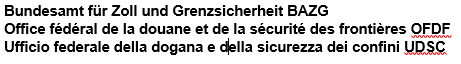 Bundesamt für Zoll und Grenzsicherheit BAZG
Office fédéral de la douane et de la sécurité des frontières OFDF
Ufficio federale della dogana e della sicurezza dei confini UDSC